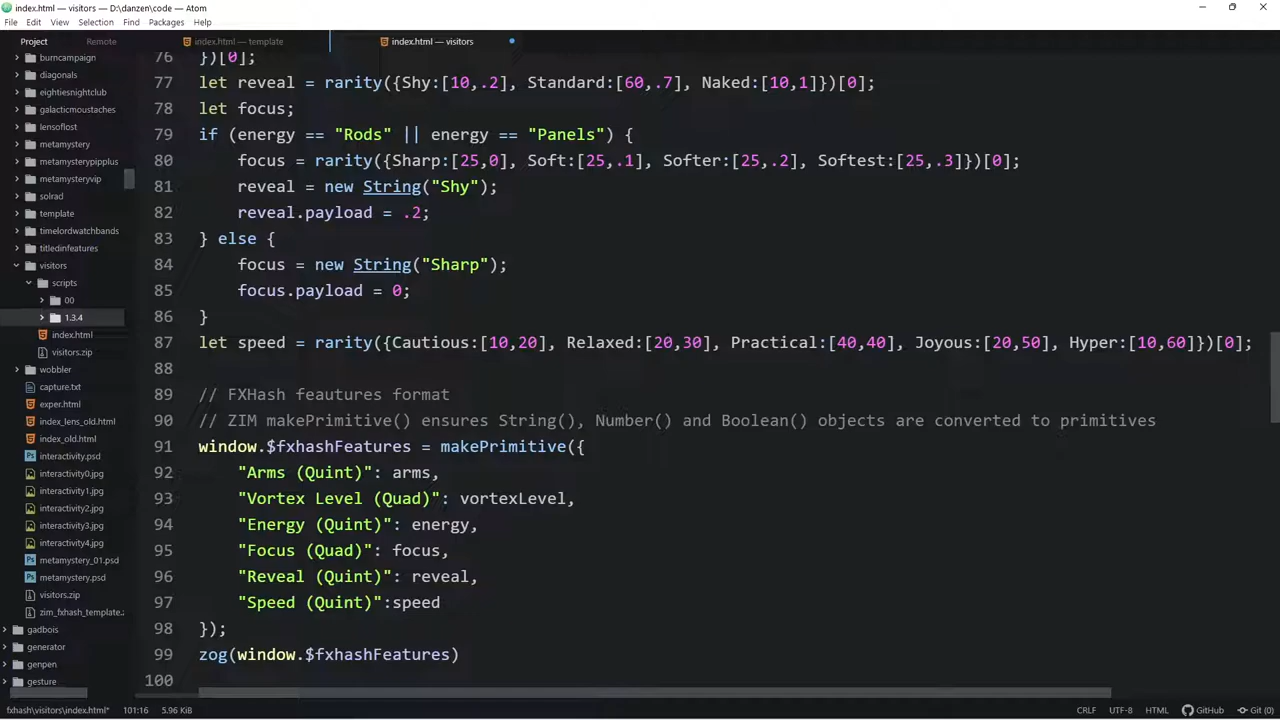 index.html — visitors — D:\danzen\code — Atom
File Edit View Selection Find Packages Help
Project Remote index.html — template index.html — visitors
burncampaign
diagonals
eightiesnightclub
galacticmoustaches
lensoflost
metamystery
metamysterypipplus
metamysteryvip
solrad
template
timelordwatchbands
titledinfeatures
visitors
scripts
00
1.3.4
index.html
visitors.zip
wobbler
capture.txt
exper.html
index_lens_old.html
index_old.html
interactivity.psd
interactivity0.jpg
interactivity1.jpg
interactivity2.jpg
interactivity3.jpg
interactivity4.jpg
metamystery_01.psd
metamystery.psd
visitors.zip
zim_fxhash_template.
gadbois
generator
genpen
gesture
76 })[0];
77 let reveal = rarity({Shy:[10,.2], Standard:[60,.7], Naked:[10,1]})[0];
78 let focus;
79 if (energy == "Rods" || energy == "Panels") {
80 focus = rarity({Sharp:[25,0], Soft:[25,.1], Softer:[25,.2], Softest:[25,.3]})[0];
81 reveal = new String("Shy");
82 reveal.payload = .2;
83 } else {
84 focus = new String("Sharp");
85 focus.payload = 0;
86 }
87 let speed = rarity({Cautious:[10,20], Relaxed:[20,30], Practical:[40,40], Joyous:[20,50], Hyper:[10,60]})[0];
88
89 // FXHash feautures format
90 // ZIM makePrimitive() ensures String(), Number() and Boolean() objects are converted to primitives
91 window.$fxhashFeatures = makePrimitive({
92 "Arms (Quint)": arms,
93 "Vortex Level (Quad)": vortexLevel,
94 "Energy (Quint)": energy,
95 "Focus (Quad)": focus,
96 "Reveal (Quint)": reveal,
97 "Speed (Quint)":speed
98 });
99 zog(window.$fxhashFeatures)
100
fxhash\visitors\index.html* 101:16 5.96 KiB CRLF UTF-8 HTML GitHub Git (0)